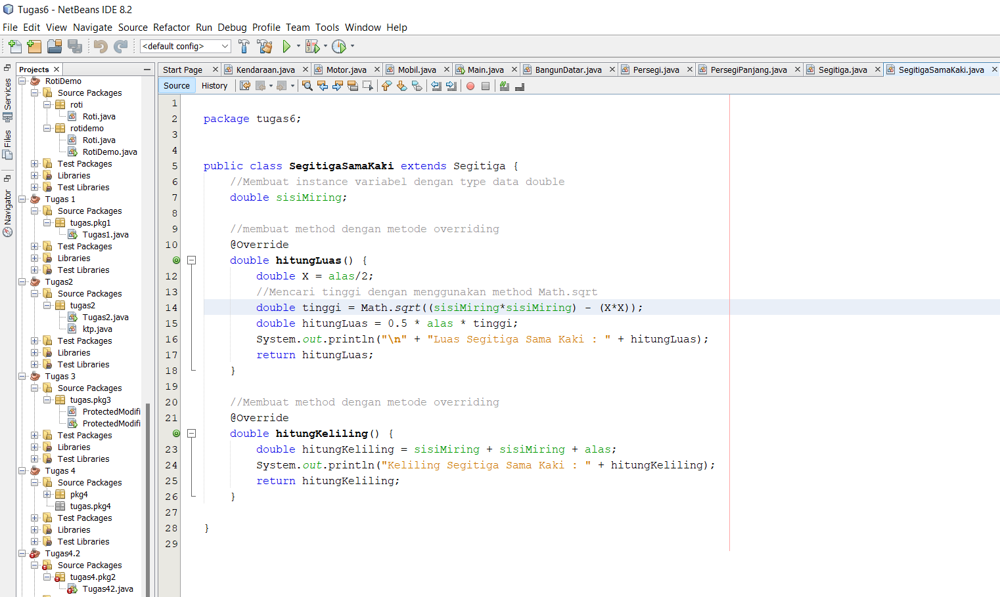 Tugas6 - NetBeans IDE 8.2
File Edit View Navigate Source Refactor Run Debug Profile Team Tools Window Help
<default config>
Services
Files
Navigator
Projects
RotiDemo
Source Packages
roti
Roti.java
rotidemo
Roti.java
RotiDemo.java
Test Packages
Libraries
Test Libraries
Tugas 1
Source Packages
tugas.pkg1
Tugas1.java
Test Packages
Libraries
Test Libraries
Tugas2
Source Packages
tugas2
Tugas2.java
ktp.java
Test Packages
Libraries
Test Libraries
Tugas 3
Source Packages
tugas.pkg3
ProtectedModifi
ProtectedModifi
Test Packages
Libraries
Test Libraries
Tugas 4
Source Packages
pkg4
tugas.pkg4
Test Packages
Libraries
Test Libraries
Tugas4.2
Source Packages
tugas4.pkg2
Tugas42.java
Start Page Kendaraan.java Motor.java Mobil.java Main.java BangunDatar.java Persegi.java PersegiPanjang.java Segitiga.java SegitigaSamaKaki.java
Source History
1
2 package tugas6;
3
4
5 public class SegitigaSamaKaki extends Segitiga {
6 //Membuat instance variabel dengan type data double
7 double sisiMiring;
8
9 //membuat method dengan metode overriding
10 @Override
double hitungLuas() {
12 double X = alas/2;
13 //Mencari tinggi dengan menggunakan method Math.sqrt
14 double tinggi = Math.sqrt((sisiMiring*sisiMiring) - (X*X));
15 double hitungLuas = 0.5 * alas * tinggi;
16 System.out.println("\n" + "Luas Segitiga Sama Kaki : " + hitungLuas);
17 return hitungLuas;
18 }
19
20 //Membuat method dengan metode overriding
21 @Override
double hitungKeliling() {
23 double hitungKeliling = sisiMiring + sisiMiring + alas;
24 System.out.println("Keliling Segitiga Sama Kaki : " + hitungKeliling);
25 return hitungKeliling;
26 }
27
28 }
29